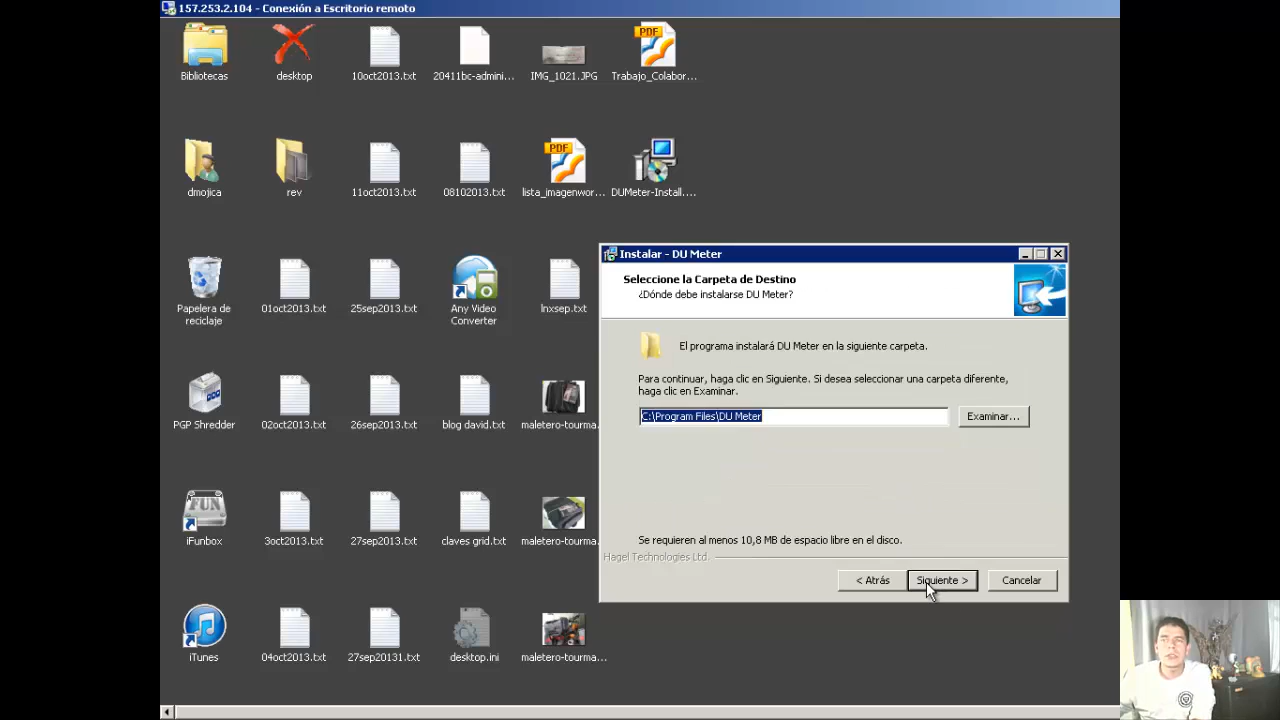 157.253.2.104 - Conexión a Escritorio remoto
Bibliotecas
desktop
10oct2013.txt
20411bc-admini...
IMG_1021.JPG
PDF
Trabajo_Colabor...
dmojica
rev
11oct2013.txt
08102013.txt
PDF
lista_imagenwor...
DUMeter-Install....
Papelera de
reciclaje
01oct2013.txt
25sep2013.txt
Any Video
Converter
lnxsep.txt
PGP Shredder
02oct2013.txt
26sep2013.txt
blog david.txt
maletero-tourma...
FUN
iFunbox
3oct2013.txt
27sep2013.txt
claves grid.txt
maletero-tourma...
iTunes
04oct2013.txt
27sep20131.txt
desktop.ini
maletero-tourma...
Instalar - DU Meter
Seleccione la Carpeta de Destino
¿Dónde debe instalarse DU Meter?
El programa instalará DU Meter en la siguiente carpeta.
Para continuar, haga clic en Siguiente. Si desea seleccionar una carpeta diferente,
haga clic en Examinar.
C:\Program Files\DU Meter
Examinar...
Se requieren al menos 10,8 MB de espacio libre en el disco.
Hagel Technologies Ltd.
< Atrás
Siguiente >
Cancelar